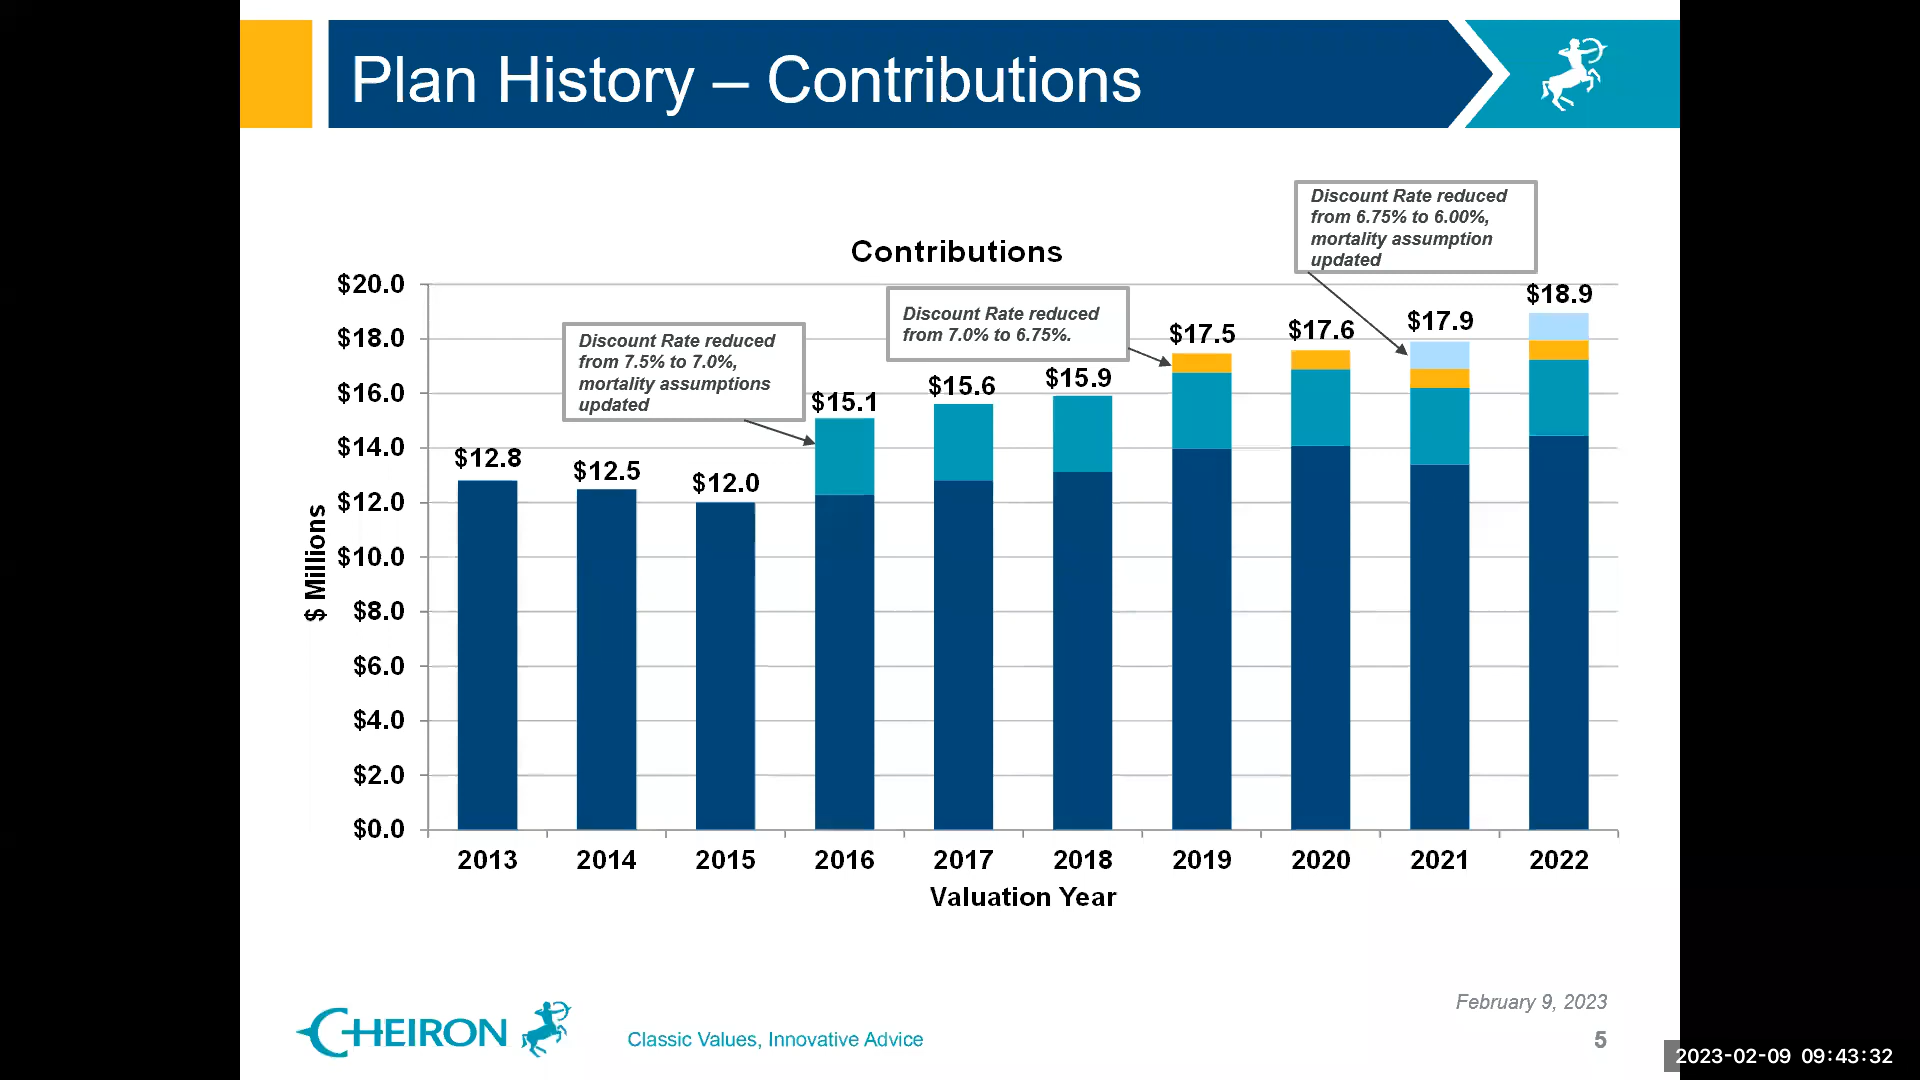 Plan History – Contributions
Discount Rate reduced
from 6.75% to 6.00%,
mortality assumption
updated
Contributions
Discount Rate reduced
from 7.0% to 6.75%.
Discount Rate reduced
from 7.5% to 7.0%,
mortality assumptions
updated
$20.0
$18.0
$16.0
$14.0
$12.0
$10.0
$8.0
$6.0
$4.0
$2.0
$0.0
$ Millions
$12.8
$12.5
$12.0
$15.1
$15.6
$15.9
$17.5
$17.6
$17.9
$18.9
2013 2014 2015 2016 2017 2018 2019 2020 2021 2022
Valuation Year
February 9, 2023
CHEIRON
Classic Values, Innovative Advice
5
2023-02-09 09:43:32